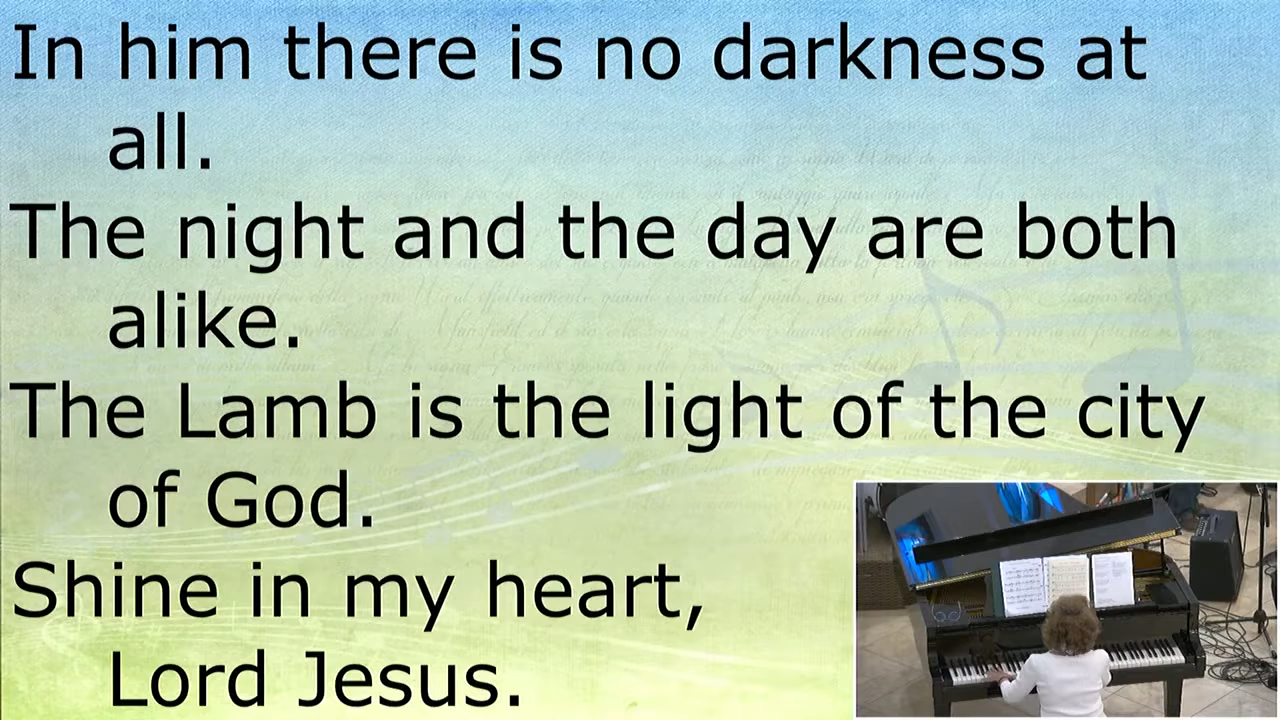 In him there is no darkness at
all.
The night and the day are both
alike.
The Lamb is the light of the city
of God.
Shine in my heart,
Lord Jesus.